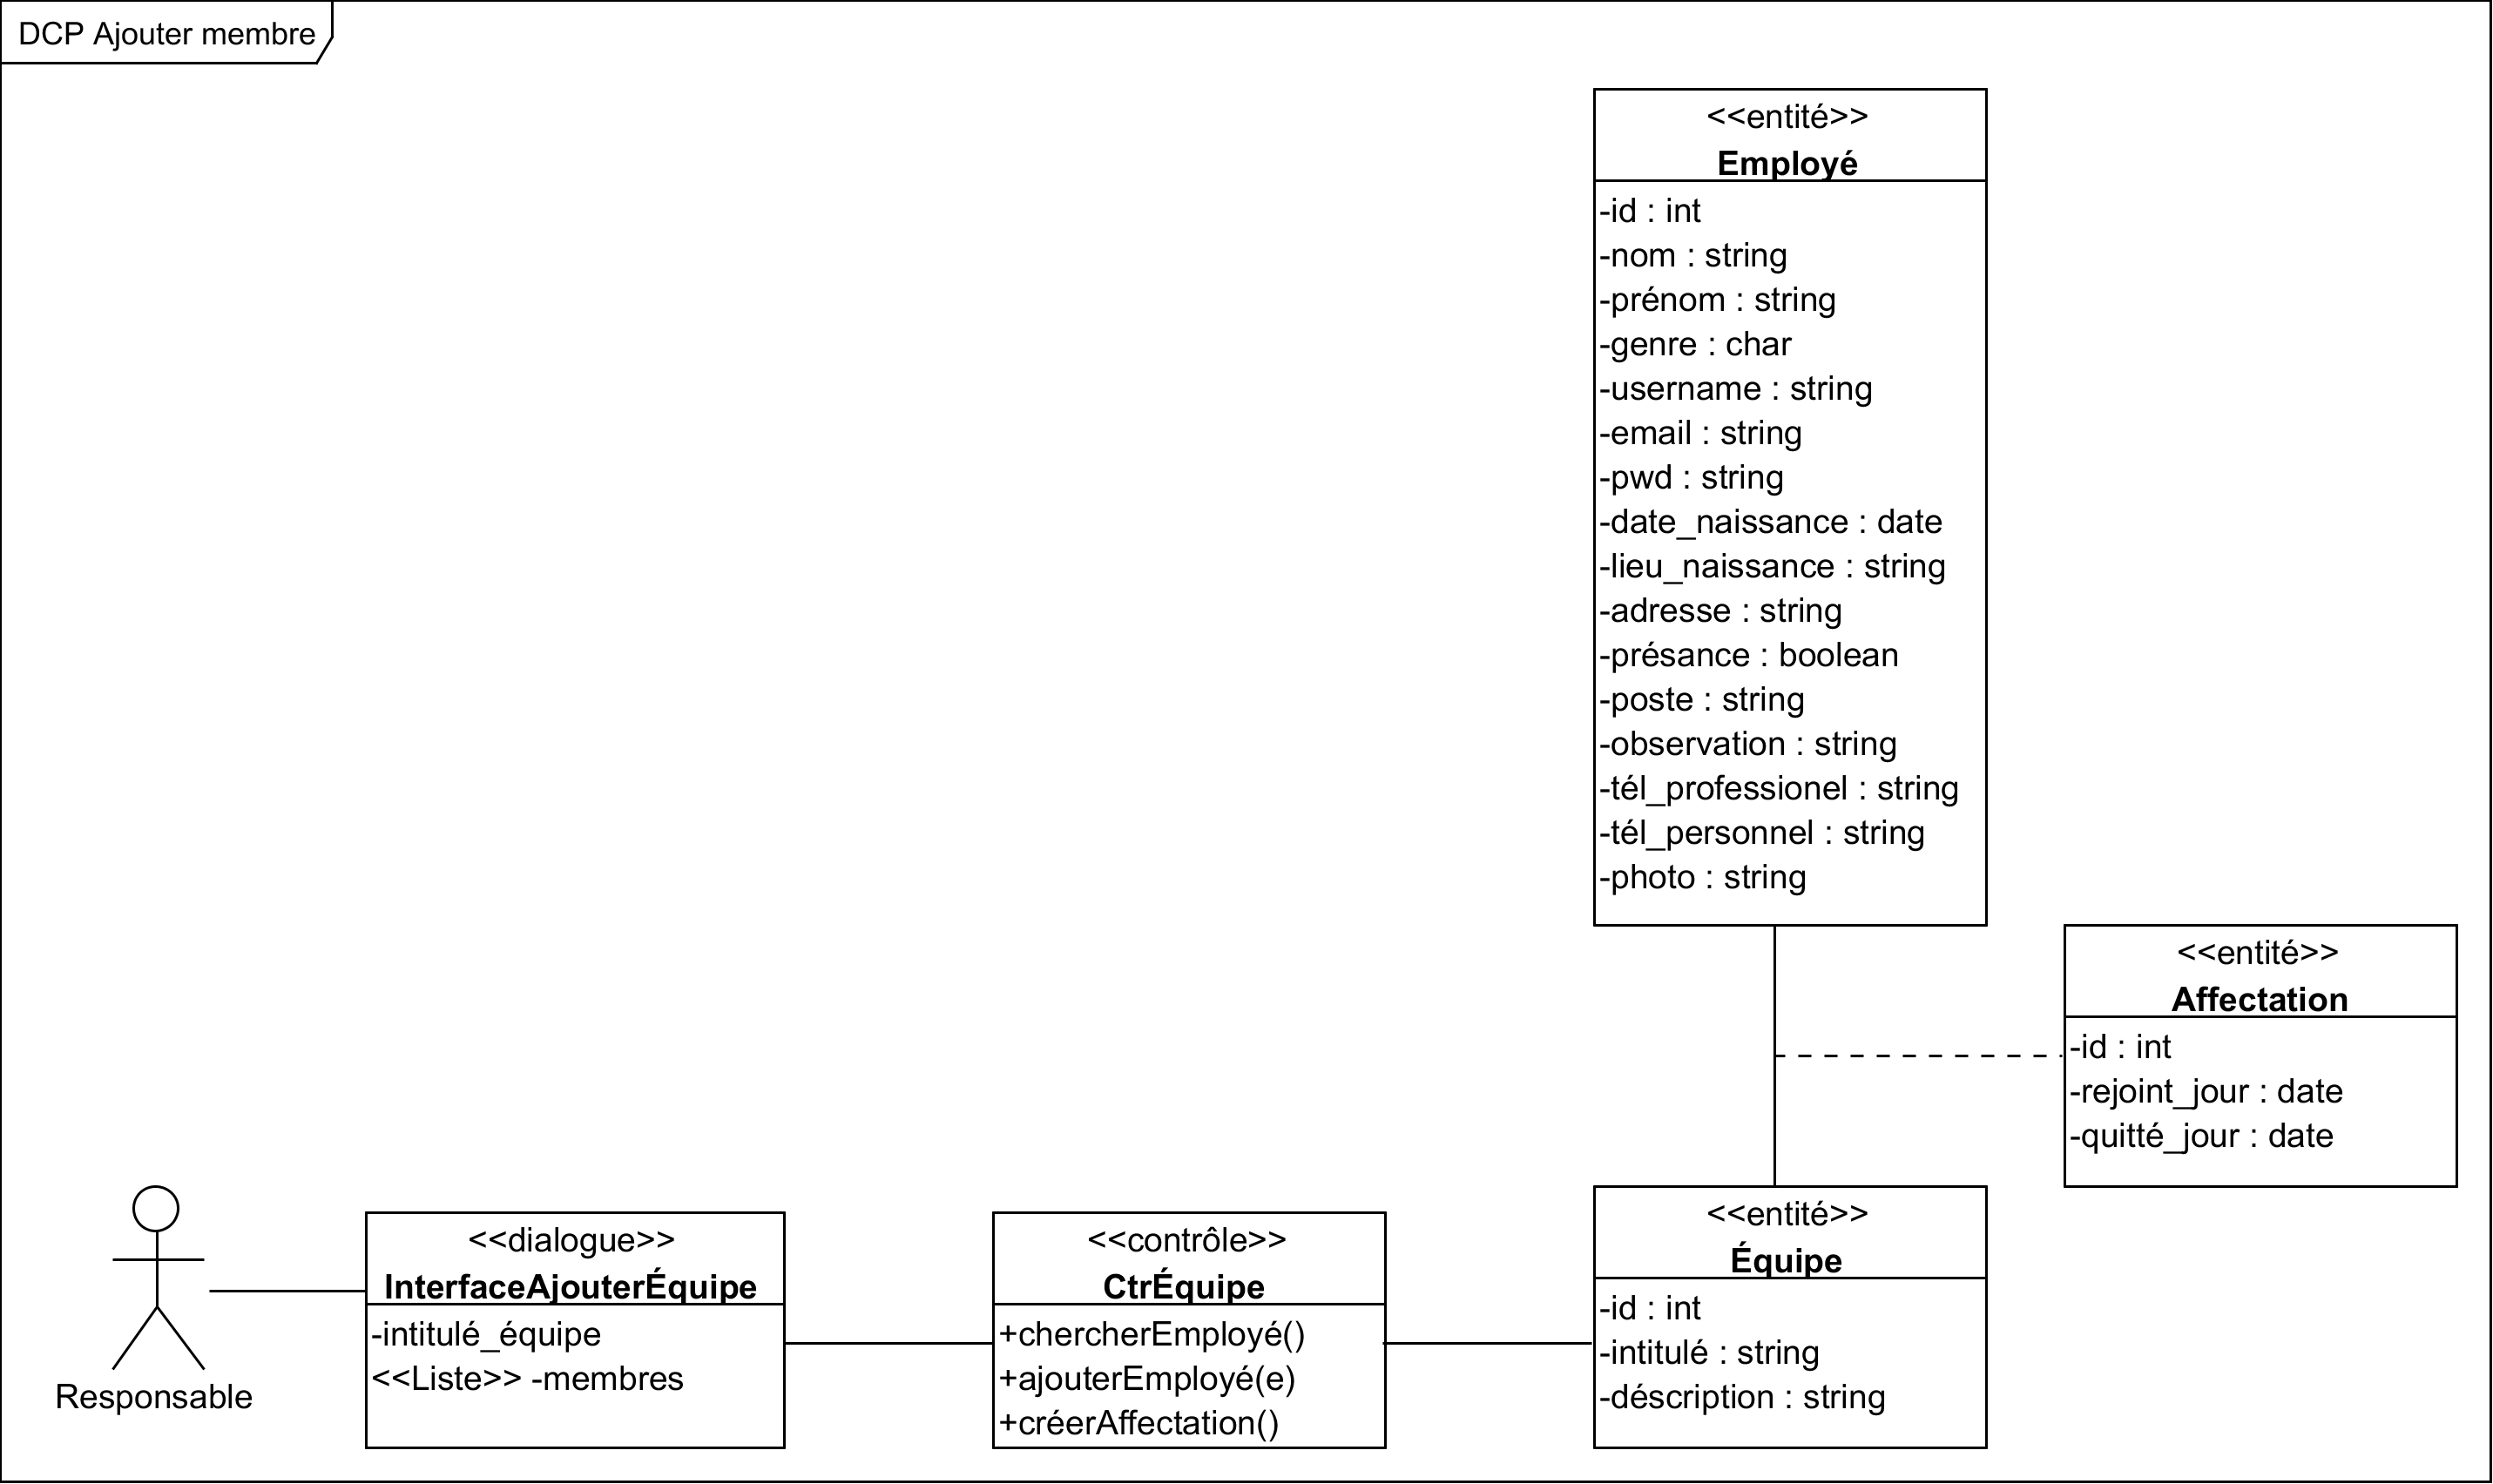 DCP Ajouter membre
<<entité>>
Employé
-id : int
-nom : string
-prénom : string
-genre : char
-username : string
-email : string
-pwd : string
-date_naissance : date
-lieu_naissance : string
-adresse : string
-présance : boolean
-poste : string
-observation : string
-tél_professionel : string
-tél_personnel : string
-photo : string
<<entité>>
Affectation
-id : int
-rejoint_jour : date
-quitté_jour : date
Responsable
<<dialogue>>
InterfaceAjouterÉquipe
-intitulé_équipe
<<Liste>> -membres
<<contrôle>>
CtrÉquipe
+chercherEmployé()
+ajouterEmployé(e)
+créerAffectation()
<<entité>>
Équipe
-id : int
-intitulé : string
-déscription : string